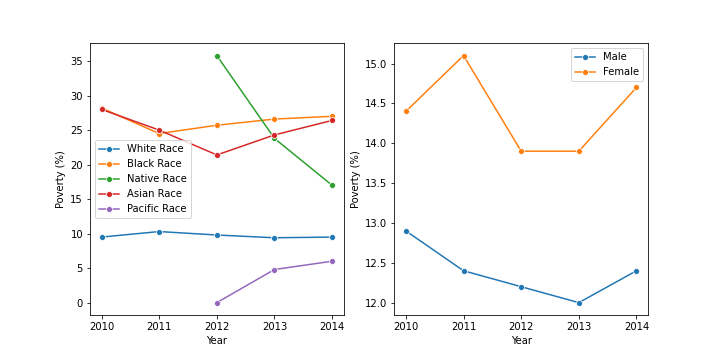 35
30
25
20
15
10
5
0
Poverty (%)
White Race
Black Race
Native Race
Asian Race
Pacific Race
2010 2011 2012 2013 2014
Year
15.0
14.5
14.0
13.5
13.0
12.5
12.0
Poverty (%)
Male
Female
2010 2011 2012 2013 2014
Year